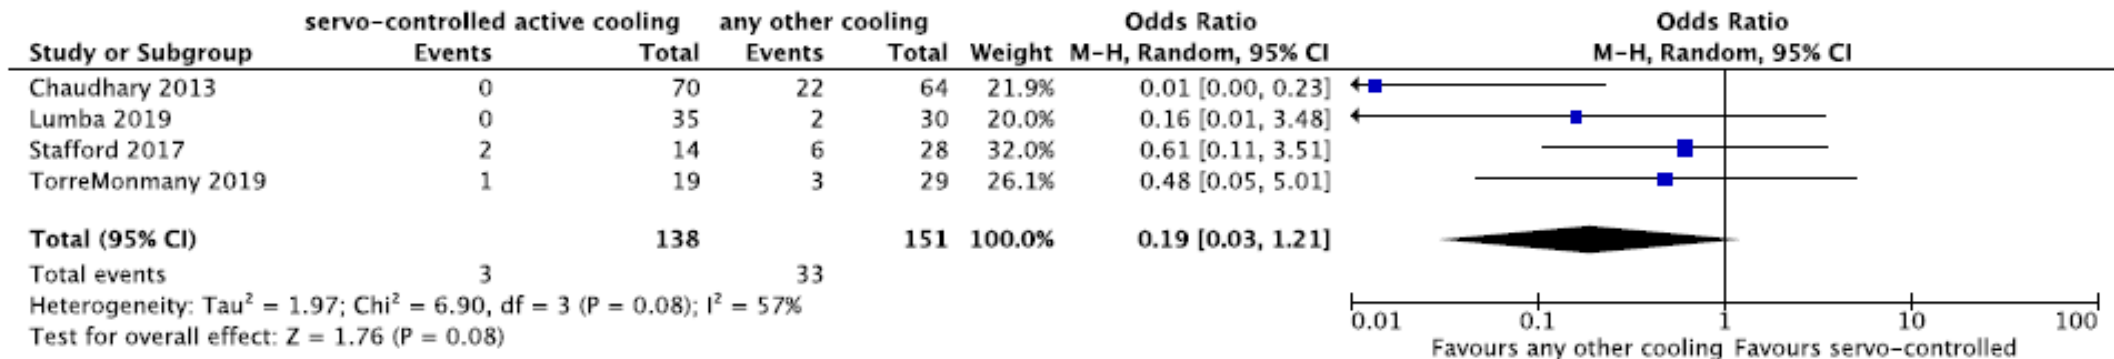 servo-controlled active cooling any other cooling Odds Ratio Odds Ratio
Study or Subgroup Events Total Events Total Weight M-H, Random, 95% CI M-H, Random, 95% CI
Chaudhary 2013 0 70 22 64 21.9% 0.01 [0.00, 0.23]
Lumba 2019 0 35 2 30 20.0% 0.16 [0.01, 3.48]
Stafford 2017 2 14 6 28 32.0% 0.61 [0.11, 3.51]
TorreMonmany 2019 1 19 3 29 26.1% 0.48 [0.05, 5.01]
Total (95% CI) 138 151 100.0% 0.19 [0.03, 1.21]
Total events 3 33
Heterogeneity: Tau² = 1.97; Chi² = 6.90, df = 3 (P = 0.08); I² = 57%
Test for overall effect: Z = 1.76 (P = 0.08)
0.01 0.1 1 10 100
Favours any other cooling Favours servo-controlled